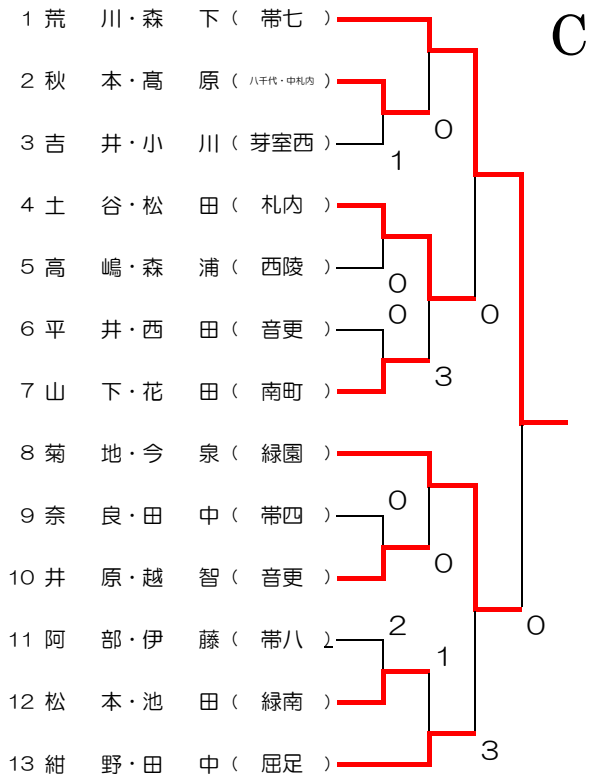 C
1 荒 川・森 下 ( 帯七 )
2 秋 本・髙 原 ( 八千代・中札内 )
0
3 吉 井・小 川 ( 芽室西 )
1
4 土 谷・松 田 ( 札内 )
5 高 嶋・森 浦 ( 西陵 )
0
0 0
6 平 井・西 田 ( 音更 )
3
7 山 下・花 田 ( 南町 )
8 菊 地・今 泉 ( 緑園 )
0
9 奈 良・田 中 ( 帯四 )
0
10 井 原・越 智 ( 音更 )
2 0
11 阿 部・伊 藤 ( 帯八 )
1
12 松 本・池 田 ( 緑南 )
3
13 紺 野・田 中 ( 屈足 )